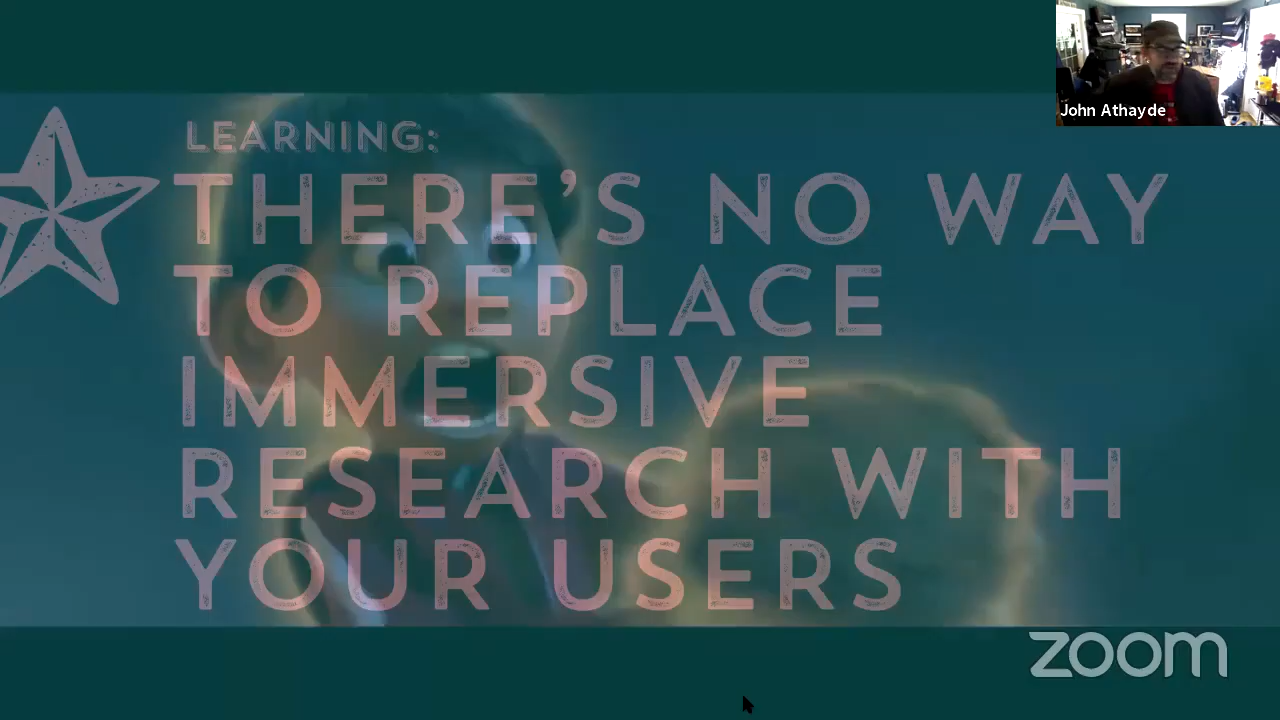 John Athayde
LEARNING:
THERE'S NO WAY
TO REPLACE
IMMERSIVE
RESEARCH WITH
YOUR USERS
zoom